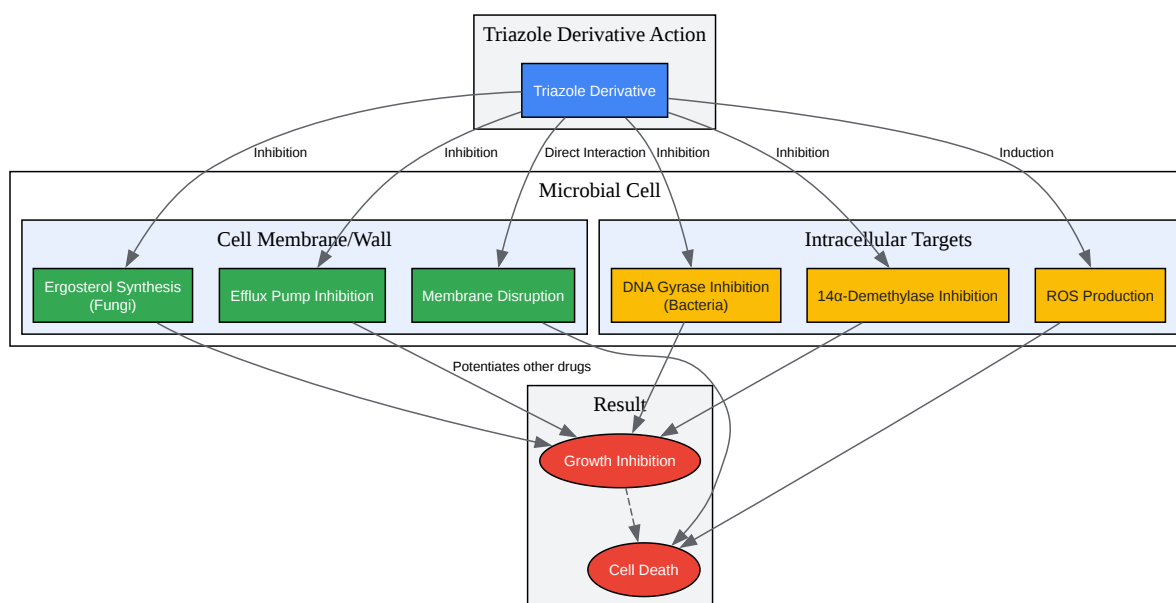 Triazole Derivative Action
Triazole Derivative
Inhibition
Inhibition
Direct Interaction
Inhibition
Inhibition
Induction
Microbial Cell
Cell Membrane/Wall
Intracellular Targets
Ergosterol Synthesis
(Fungi)
Efflux Pump Inhibition
Membrane Disruption
DNA Gyrase Inhibition
(Bacteria)
14α-Demethylase Inhibition
ROS Production
Potentiates other drugs
Result
Growth Inhibition
Cell Death